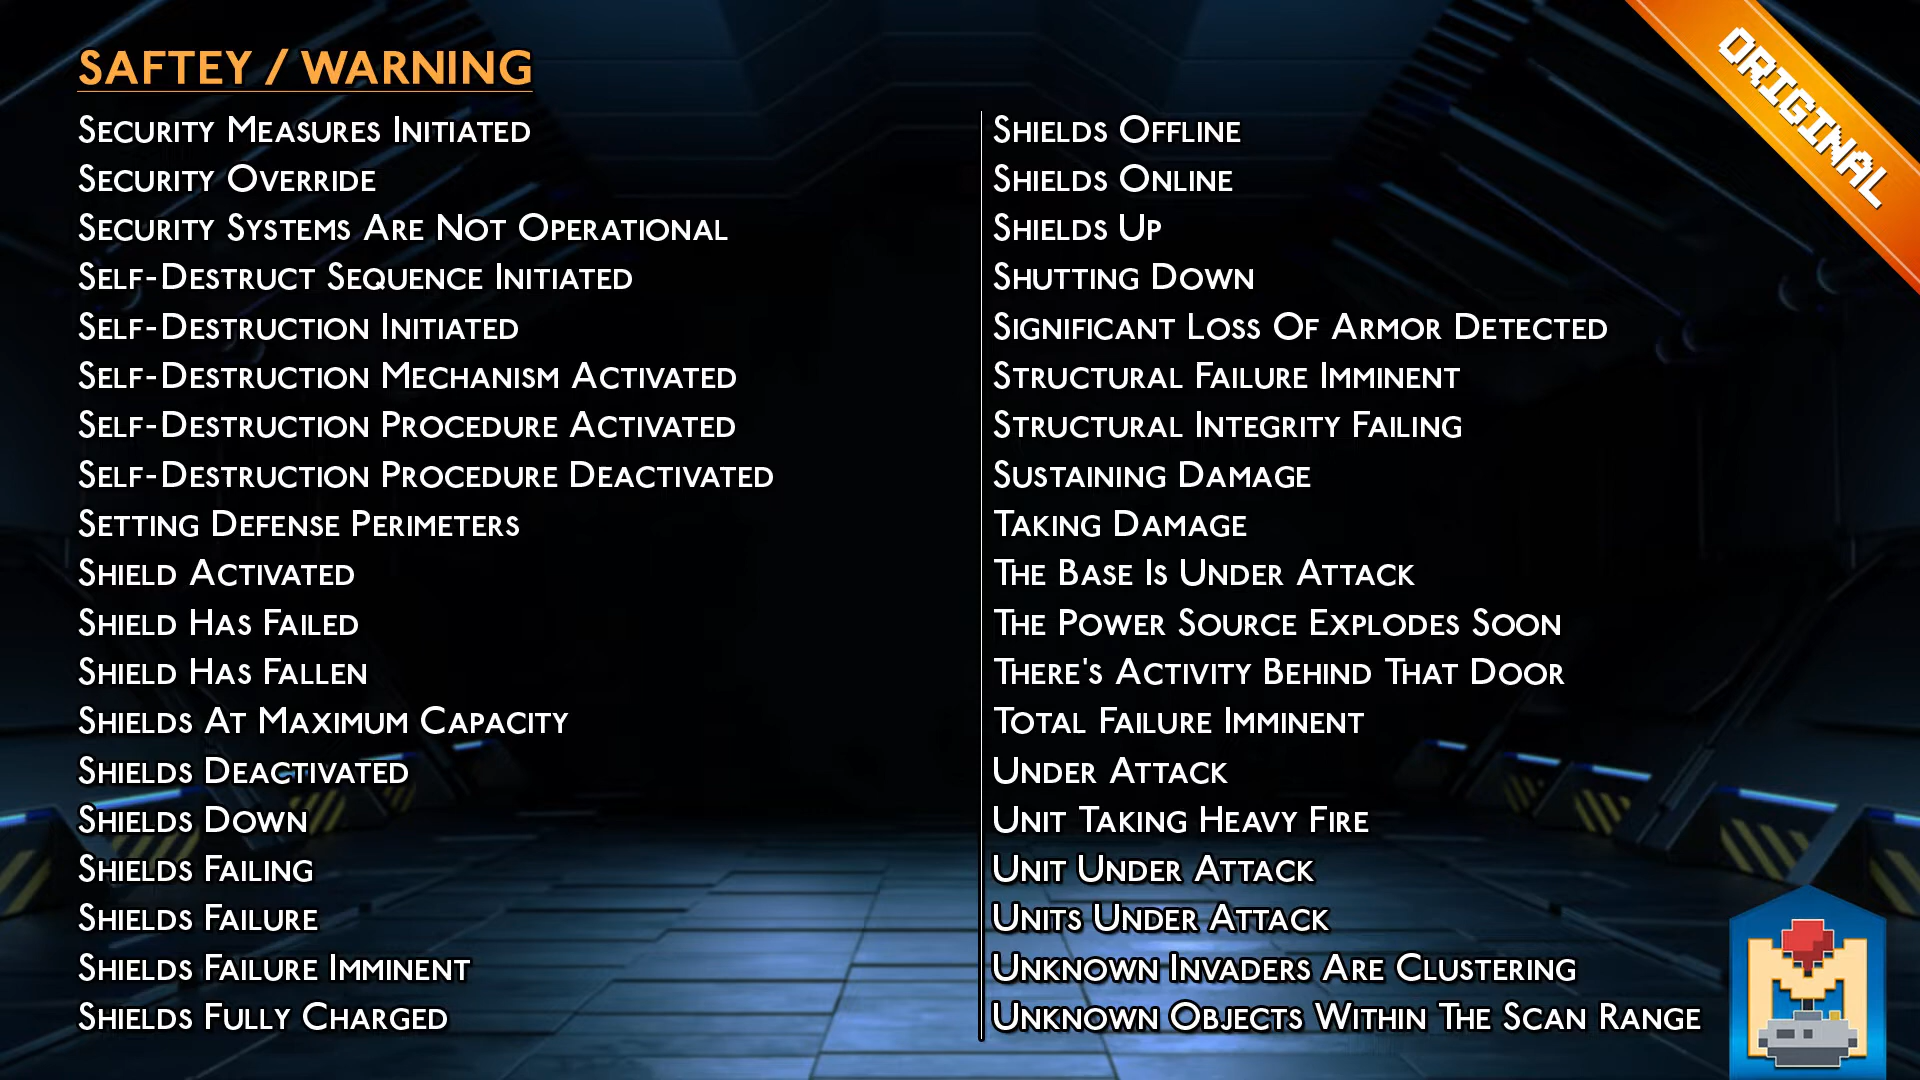 SAFTEY / WARNING
ORIGINAL
SECURITY MEASURES INITIATED
SECURITY OVERRIDE
SECURITY SYSTEMS ARE NOT OPERATIONAL
SELF-DESTRUCT SEQUENCE INITIATED
SELF-DESTRUCTION INITIATED
SELF-DESTRUCTION MECHANISM ACTIVATED
SELF-DESTRUCTION PROCEDURE ACTIVATED
SELF-DESTRUCTION PROCEDURE DEACTIVATED
SETTING DEFENSE PERIMETERS
SHIELD ACTIVATED
SHIELD HAS FAILED
SHIELD HAS FALLEN
SHIELDS AT MAXIMUM CAPACITY
SHIELDS DEACTIVATED
SHIELDS DOWN
SHIELDS FAILING
SHIELDS FAILURE
SHIELDS FAILURE IMMINENT
SHIELDS FULLY CHARGED
SHIELDS OFFLINE
SHIELDS ONLINE
SHIELDS UP
SHUTTING DOWN
SIGNIFICANT LOSS OF ARMOR DETECTED
STRUCTURAL FAILURE IMMINENT
STRUCTURAL INTEGRITY FAILING
SUSTAINING DAMAGE
TAKING DAMAGE
THE BASE IS UNDER ATTACK
THE POWER SOURCE EXPLODES SOON
THERE'S ACTIVITY BEHIND THAT DOOR
TOTAL FAILURE IMMINENT
UNDER ATTACK
UNIT TAKING HEAVY FIRE
UNIT UNDER ATTACK
UNITS UNDER ATTACK
UNKNOWN INVADERS ARE CLUSTERING
UNKNOWN OBJECTS WITHIN THE SCAN RANGE